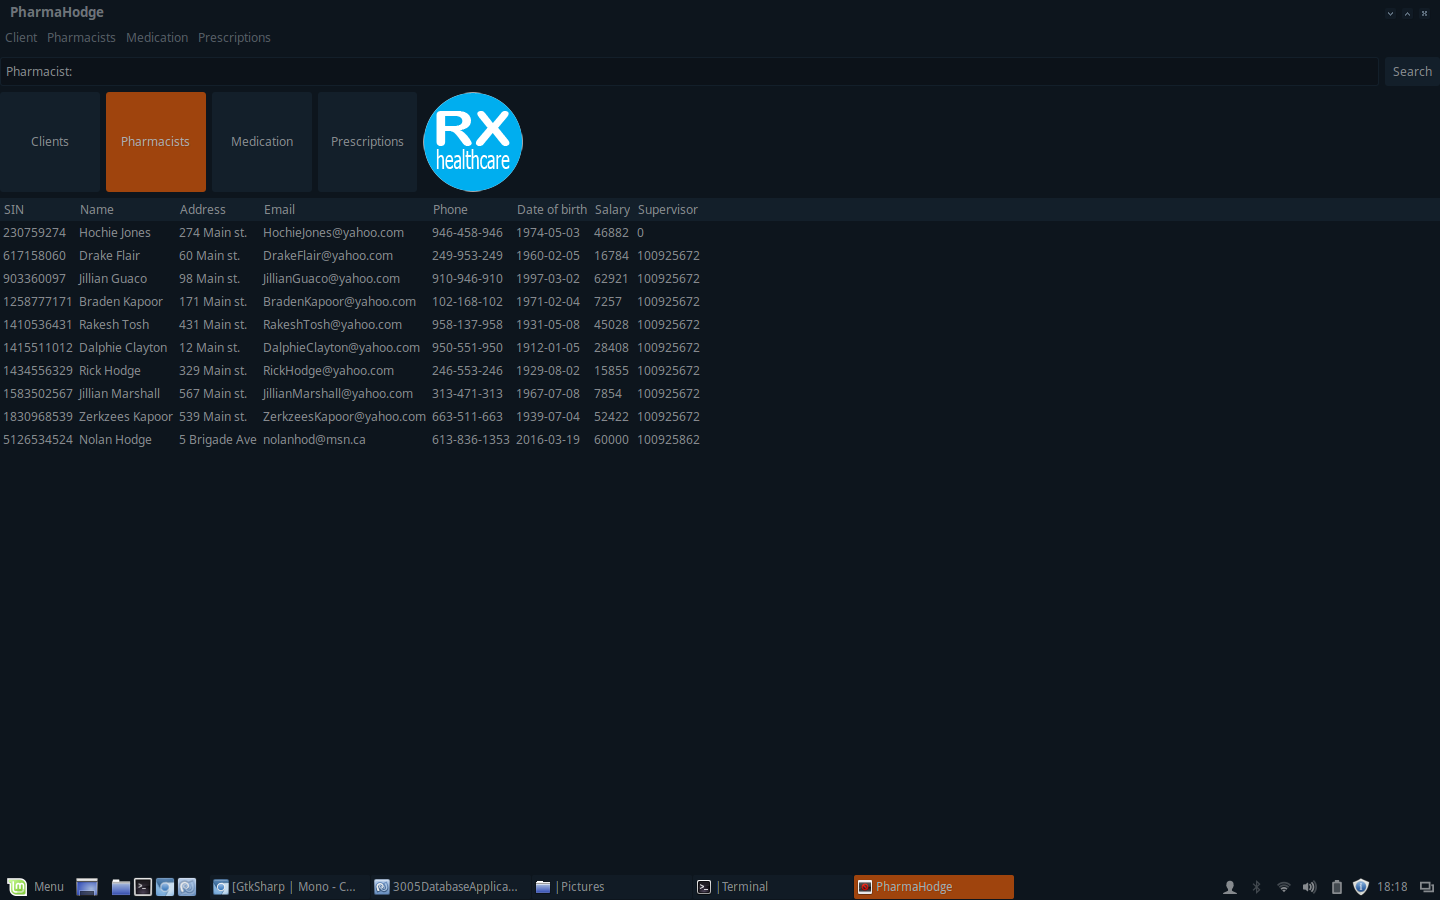 PharmaHodge
Client Pharmacists Medication Prescriptions
Pharmacist: Search
Clients Pharmacists Medication Prescriptions RX
healthcare
SIN Name Address Email Phone Date of birth Salary Supervisor
230759274 Hochie Jones 274 Main st. HochieJones@yahoo.com 946-458-946 1974-05-03 46882 0
617158060 Drake Flair 60 Main st. DrakeFlair@yahoo.com 249-953-249 1960-02-05 16784 100925672
903360097 Jillian Guaco 98 Main st. JillianGuaco@yahoo.com 910-946-910 1997-03-02 62921 100925672
1258777171 Braden Kapoor 171 Main st. BradenKapoor@yahoo.com 102-168-102 1971-02-04 7257 100925672
1410536431 Rakesh Tosh 431 Main st. RakeshTosh@yahoo.com 958-137-958 1931-05-08 45028 100925672
1415511012 Dalphie Clayton 12 Main st. DalphieClayton@yahoo.com 950-551-950 1912-01-05 28408 100925672
1434556329 Rick Hodge 329 Main st. RickHodge@yahoo.com 246-553-246 1929-08-02 15855 100925672
1583502567 Jillian Marshall 567 Main st. JillianMarshall@yahoo.com 313-471-313 1967-07-08 7854 100925672
1830968539 Zerkzees Kapoor 539 Main st. ZerkzeesKapoor@yahoo.com 663-511-663 1939-07-04 52422 100925672
5126534524 Nolan Hodge 5 Brigade Ave nolanhod@msn.ca 613-836-1353 2016-03-19 60000 100925862
Menu [GtkSharp | Mono - C... 3005DatabaseApplica... |Pictures |Terminal PharmaHodge 18:18